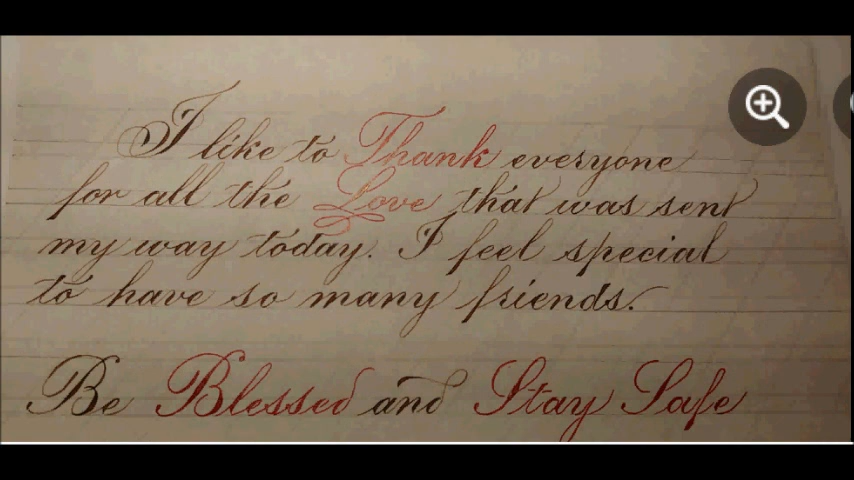 I like to Thank everyone
for all the Love that was sent
my way today. I feel special
to have so many friends.
Be Blessed and Stay Safe